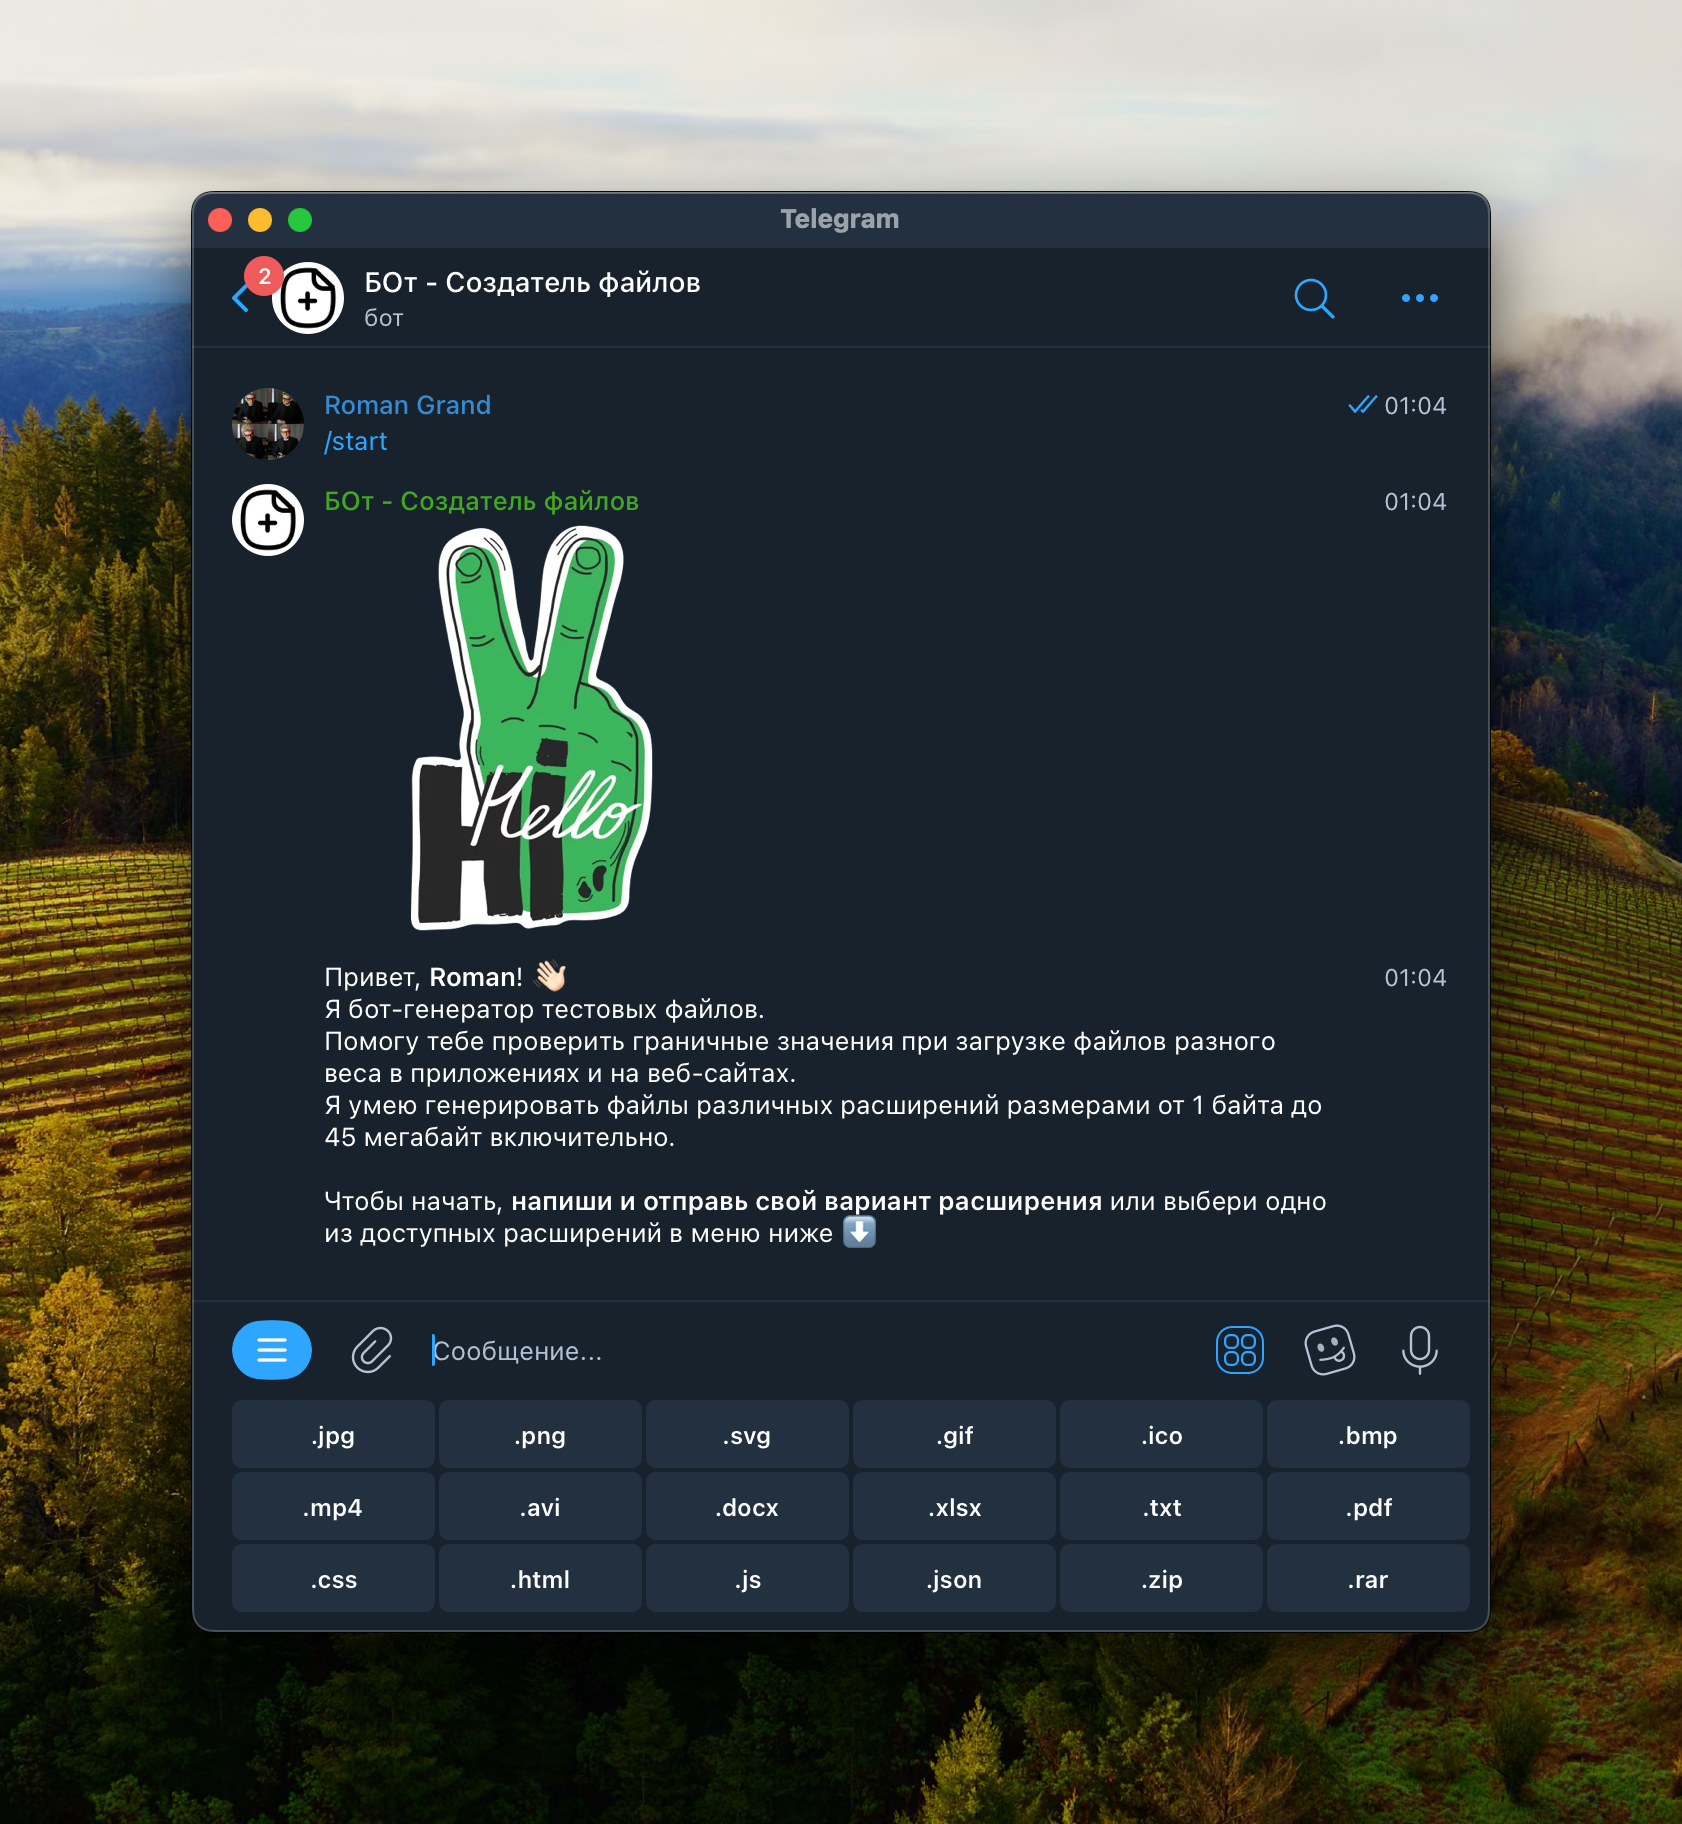 Telegram
2
БОт - Создатель файлов
бот
Roman Grand
01:04
/start
БОт - Создатель файлов
01:04
Hi
Hello
Привет, Roman! 👋🏻
01:04
Я бот-генератор тестовых файлов.
Помогу тебе проверить граничные значения при загрузке файлов разного
веса в приложениях и на веб-сайтах.
Я умею генерировать файлы различных расширений размерами от 1 байта до
45 мегабайт включительно.
Чтобы начать, напиши и отправь свой вариант расширения или выбери одно
из доступных расширений в меню ниже ⬇️
Сообщение...
.jpg .png .svg .gif .ico .bmp
.mp4 .avi .docx .xlsx .txt .pdf
.css .html .js .json .zip .rar